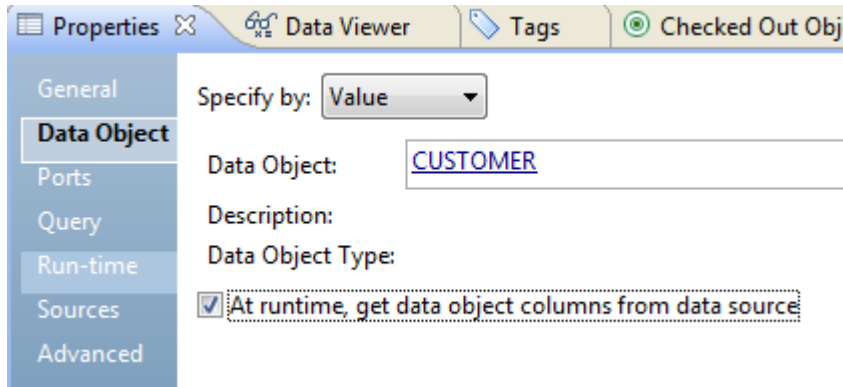 Properties Data Viewer Tags Checked Out Obj
General
Specify by: Value
Data Object
Data Object: CUSTOMER
Ports
Query
Description:
Run-time
Data Object Type:
Sources
At runtime, get data object columns from data source
Advanced